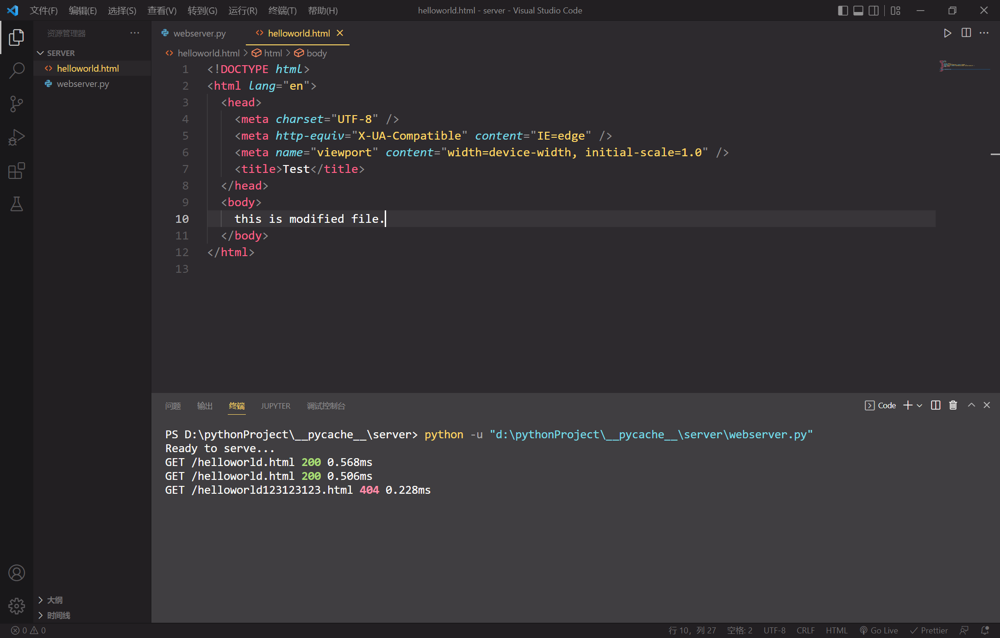 文件(F) 编辑(E) 选择(S) 查看(V) 转到(G) 运行(R) 终端(T) 帮助(H) helloworld.html - server - Visual Studio Code
资源管理器
SERVER
helloworld.html
webserver.py
大纲
时间线
webserver.py helloworld.html
helloworld.html > html > body
1 <!DOCTYPE html>
2 <html lang="en">
3 <head>
4 <meta charset="UTF-8" />
5 <meta http-equiv="X-UA-Compatible" content="IE=edge" />
6 <meta name="viewport" content="width=device-width, initial-scale=1.0" />
7 <title>Test</title>
8 </head>
9 <body>
10 this is modified file.
11 </body>
12 </html>
13
问题 输出 终端 JUPYTER 调试控制台 Code
PS D:\pythonProject\__pycache__\server> python -u "d:\pythonProject\__pycache__\server\webserver.py"
Ready to serve...
GET /helloworld.html 200 0.568ms
GET /helloworld.html 200 0.506ms
GET /helloworld123123123.html 404 0.228ms
0 0 行 10，列 27 空格: 2 UTF-8 CRLF HTML Go Live Prettier